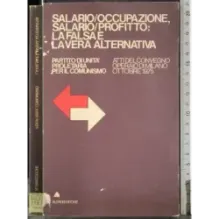 SALARIO/OCCUPAZIONE,
SALARIO/PROFITTO:
LA FALSA E
LA VERA ALTERNATIVA
PARTITO DI UNITÀ
PROLETARIA
PER IL COMUNISMO
ATTI DEL CONVEGNO
OPERAIO DI MILANO
OTTOBRE 1975